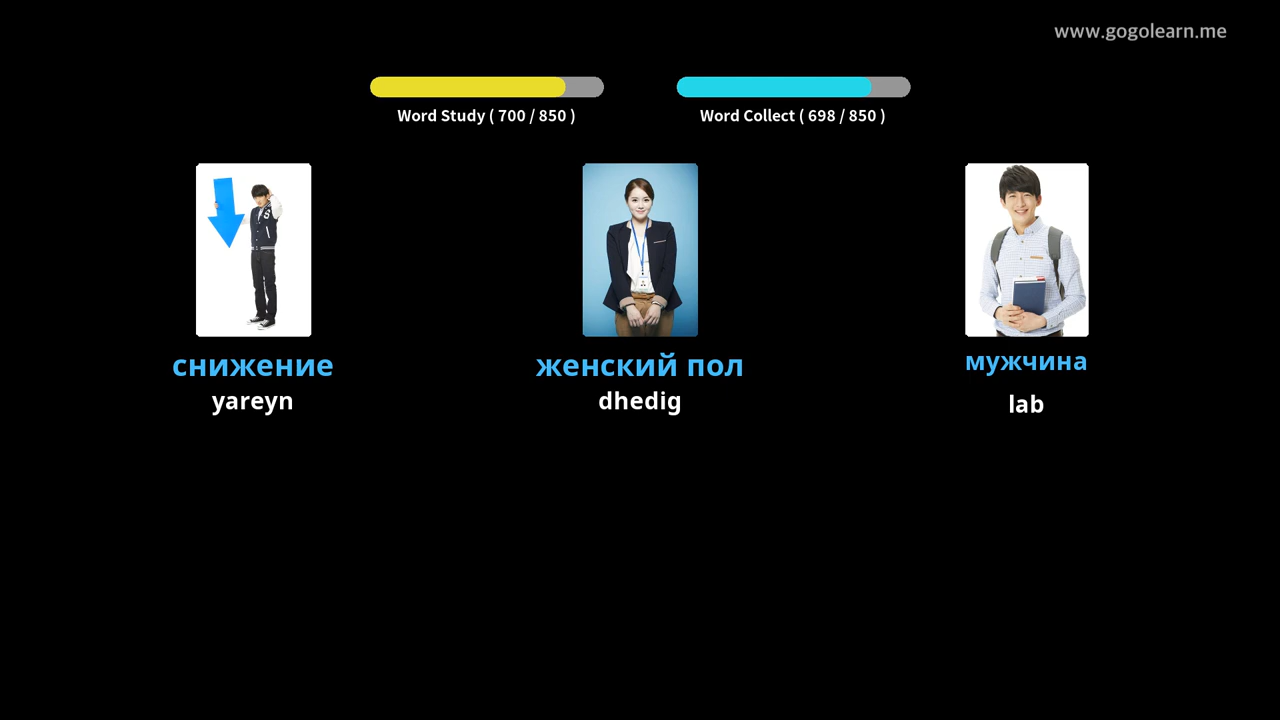 www.gogolearn.me
Word Study ( 700 / 850 )
Word Collect ( 698 / 850 )
снижение
yareyn
женский пол
dhedig
мужчина
lab